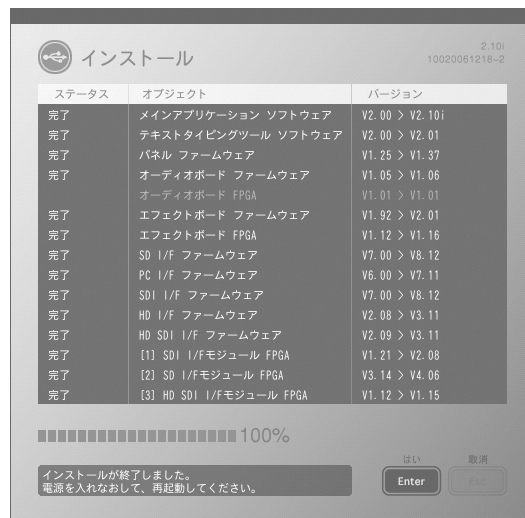 インストール
2.10i
10020061218-2
ステータス オブジェクト バージョン
完了 メインアプリケーション ソフトウェア V2.00 > V2.10i
完了 テキストタイピングツール ソフトウェア V2.00 > V2.01
完了 パネル ファームウェア V1.25 > V1.37
完了 オーディオボード ファームウェア V1.05 > V1.06
オーディオボード FPGA V1.01 > V1.01
完了 エフェクトボード ファームウェア V1.92 > V2.01
完了 エフェクトボード FPGA V1.12 > V1.16
完了 SD I/F ファームウェア V7.00 > V8.12
完了 PC I/F ファームウェア V6.00 > V7.11
完了 SDI I/F ファームウェア V7.00 > V8.12
完了 HD I/F ファームウェア V2.08 > V3.11
完了 HD SDI I/F ファームウェア V2.09 > V3.11
完了 [1] SDI I/Fモジュール FPGA V1.21 > V2.08
完了 [2] SD I/Fモジュール FPGA V3.14 > V4.06
完了 [3] HD SDI I/Fモジュール FPGA V1.12 > V1.15
100%
インストールが終了しました。
電源を入れなおして、再起動してください。
はい 取消
Enter Esc